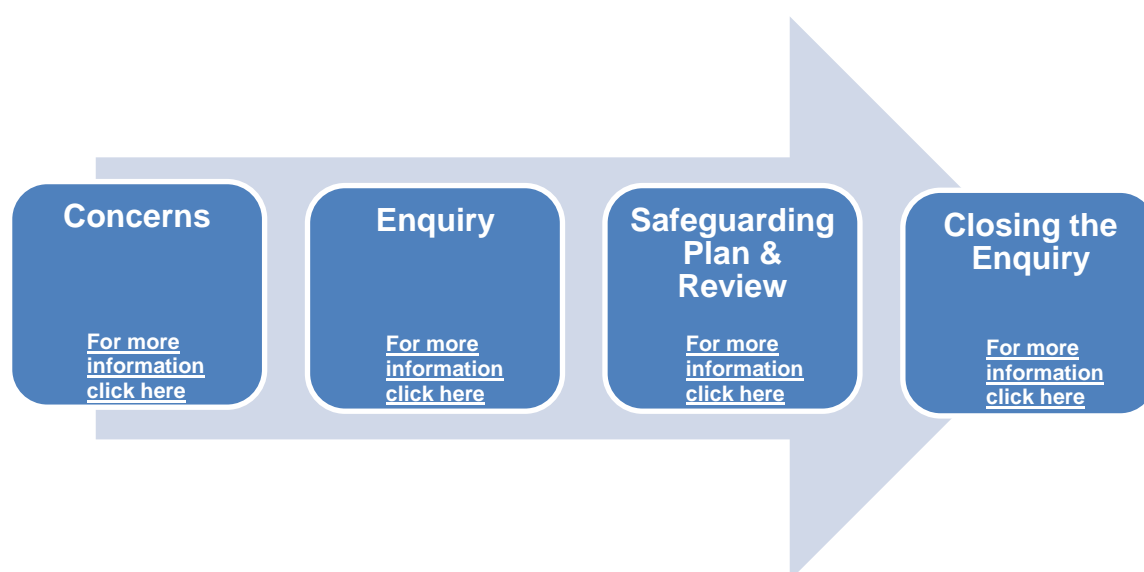 Concerns
For more
information
click here
Enquiry
For more
information
click here
Safeguarding
Plan &
Review
For more
information
click here
Closing the
Enquiry
For more
information
click here